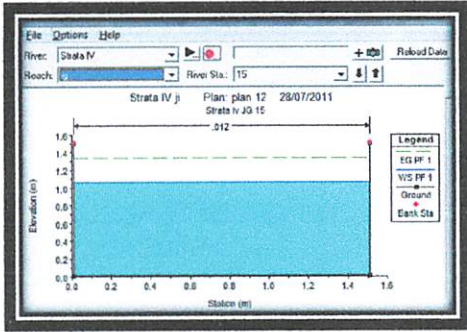 File Options Help
River: Strata IV
Reload Data
Reach: River Sta.: 15
Strata IV ji Plan: plan 12 28/07/2011
Strata iv JG 15
.012
Legend
EG PF 1
WS PF 1
Ground
Bank Sta
Elevation (m)
1.6
1.4
1.2
1.0
0.8
0.6
0.4
0.2
0.0
0.0 0.2 0.4 0.6 0.8 1.0 1.2 1.4 1.6
Station (m)